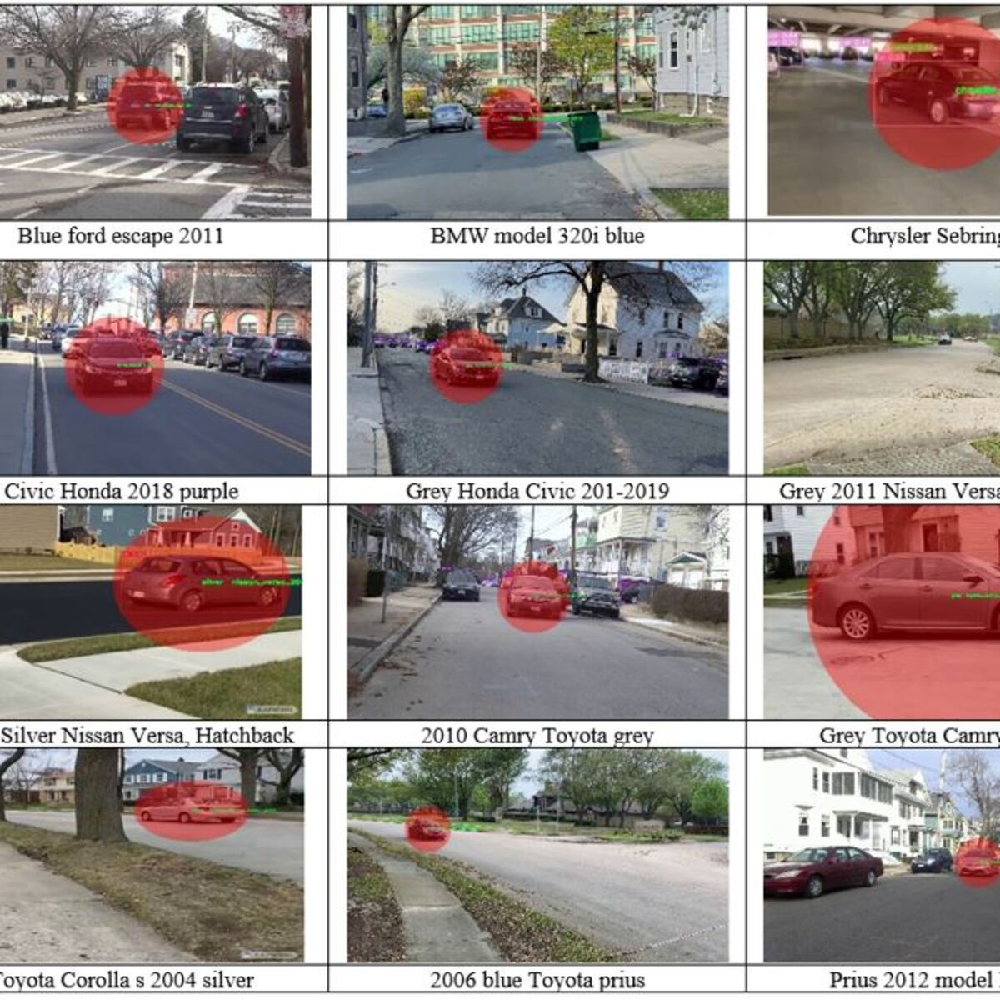 Blue ford escape 2011
BMW model 320i blue
Chrysler Sebring
Civic Honda 2018 purple
Grey Honda Civic 201-2019
Grey 2011 Nissan Versa
Silver Nissan Versa, Hatchback
2010 Camry Toyota grey
Grey Toyota Camry
Toyota Corolla s 2004 silver
2006 blue Toyota prius
Prius 2012 model